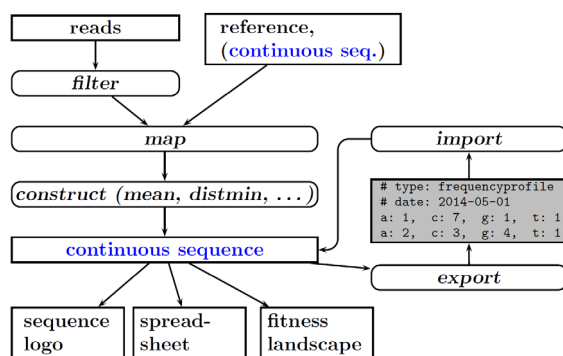 reads
reference,
(continuous seq.)
filter
map
import
construct (mean, distmin, . . . )
# type: frequencyprofile
# date: 2014-05-01
a: 1, c: 7, g: 1, t: 1
a: 2, c: 3, g: 4, t: 1
continuous sequence
export
sequence
logo
spread-
sheet
fitness
landscape